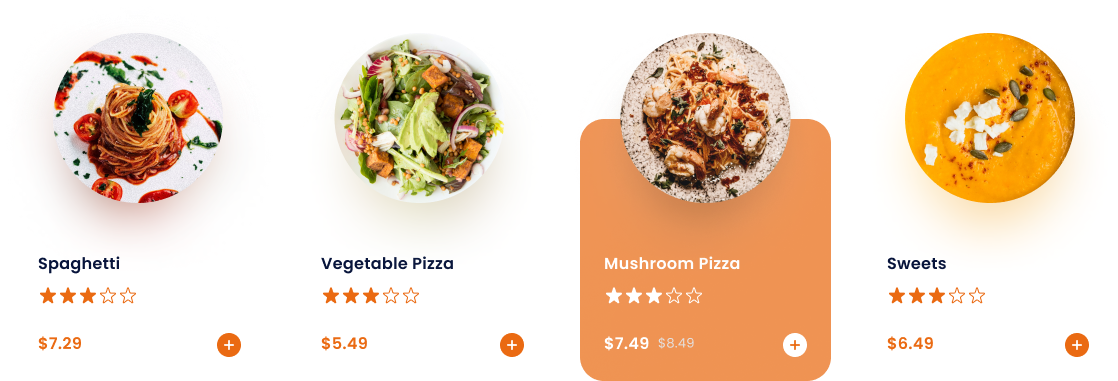 Spaghetti
$7.29
Vegetable Pizza
$5.49
Mushroom Pizza
$7.49 $8.49
Sweets
$6.49